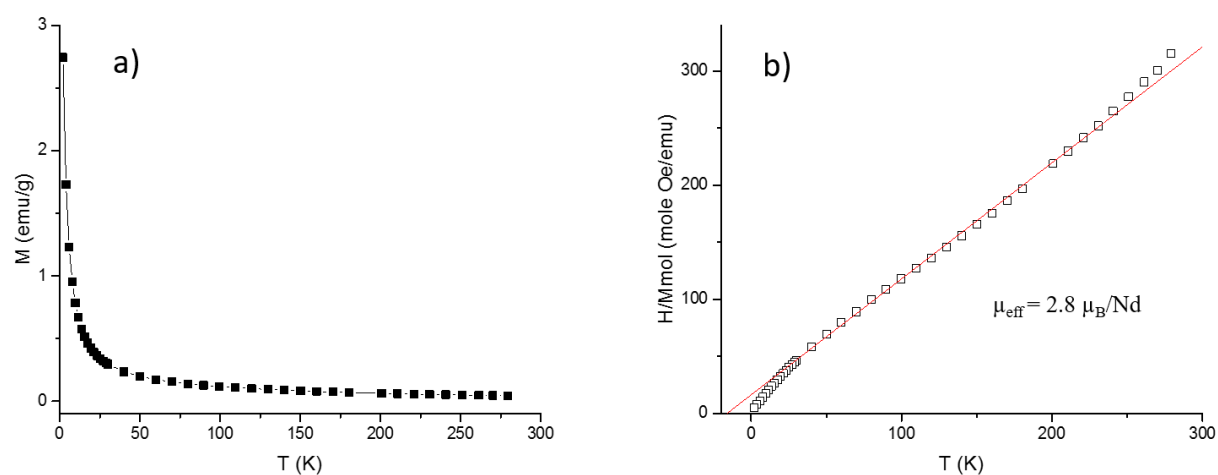 a)
M (emu/g)
3
2
1
0
0 50 100 150 200 250 300
T (K)
b)
H/Mmol (mole Oe/emu)
300
200
100
0
μeff = 2.8 μB/Nd
0 100 200 300
T (K)